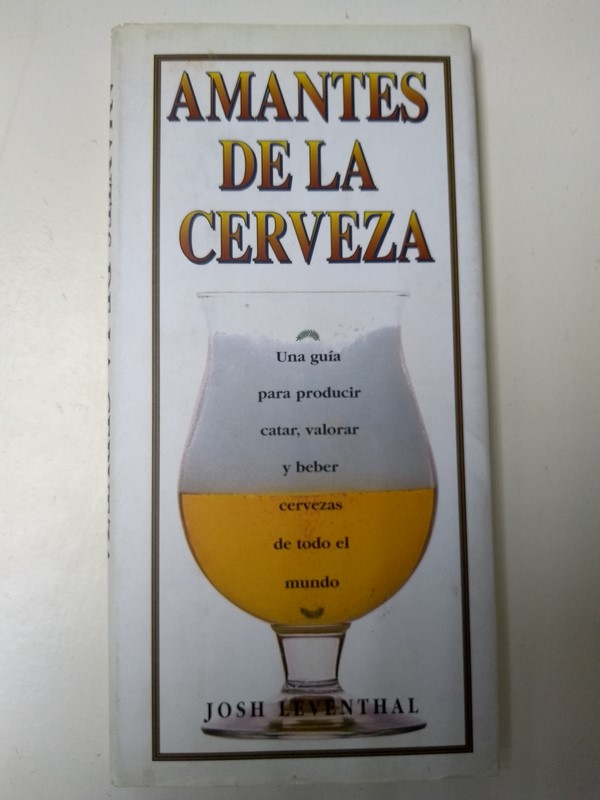 AMANTES
DE LA
CERVEZA
Una guía
para producir
catar, valorar
y beber
cervezas
de todo el
mundo
JOSH LEVENTHAL